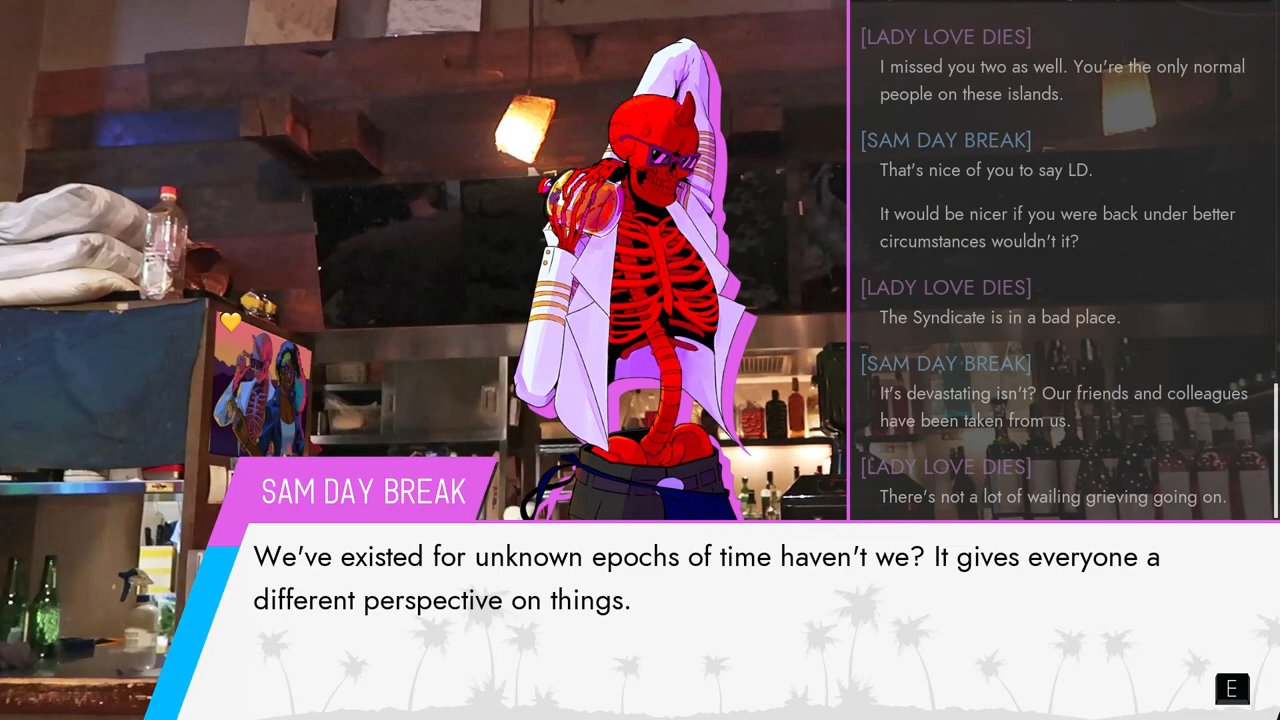 [LADY LOVE DIES]
I missed you two as well. You're the only normal
people on these islands.
[SAM DAY BREAK]
That's nice of you to say LD.
It would be nicer if you were back under better
circumstances wouldn't it?
[LADY LOVE DIES]
The Syndicate is in a bad place.
[SAM DAY BREAK]
It's devastating isn't? Our friends and colleagues
have been taken from us.
[LADY LOVE DIES]
There's not a lot of wailing grieving going on.
SAM DAY BREAK
We've existed for unknown epochs of time haven't we? It gives everyone a
different perspective on things.
E